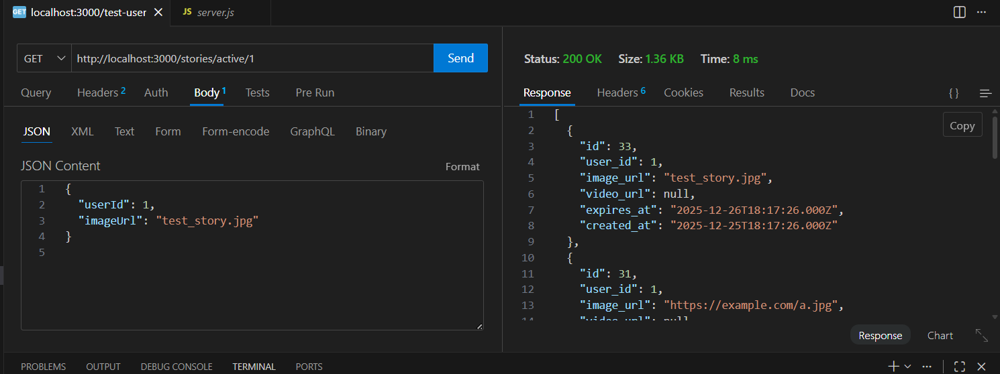 GET localhost:3000/test-user × JS server.js ...
GET http://localhost:3000/stories/active/1 Send
Query Headers 2 Auth Body 1 Tests Pre Run
JSON XML Text Form Form-encode GraphQL Binary
JSON Content Format
1 {
2 "userId": 1,
3 "imageUrl": "test_story.jpg"
4 }
5
Status: 200 OK Size: 1.36 KB Time: 8 ms
Response Headers 6 Cookies Results Docs { }
Copy
1 [
2 {
3 "id": 33,
4 "user_id": 1,
5 "image_url": "test_story.jpg",
6 "video_url": null,
7 "expires_at": "2025-12-26T18:17:26.000Z",
8 "created_at": "2025-12-25T18:17:26.000Z"
9 },
10 {
11 "id": 31,
12 "user_id": 1,
13 "image_url": "https://example.com/a.jpg",
14 "video_url": null
Response Chart
PROBLEMS OUTPUT DEBUG CONSOLE TERMINAL PORTS